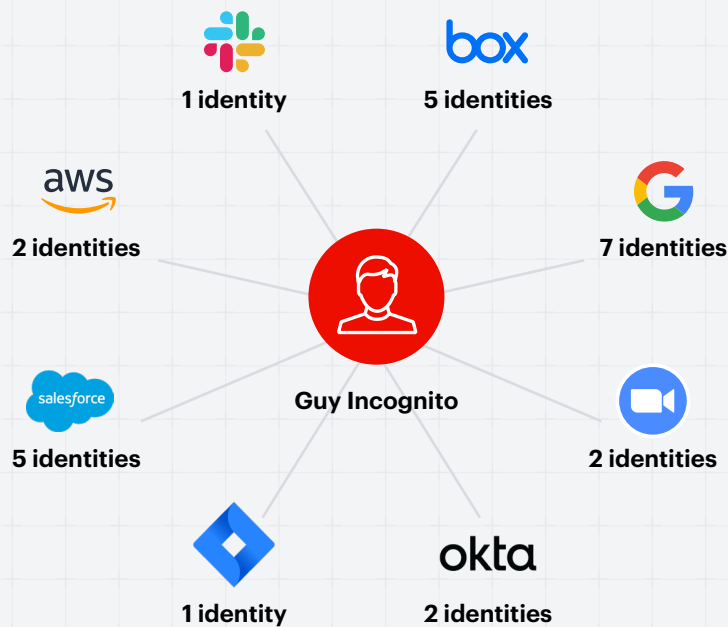 box
1 identity
5 identities
aws
2 identities
7 identities
salesforce
Guy Incognito
5 identities
2 identities
okta
1 identity
2 identities